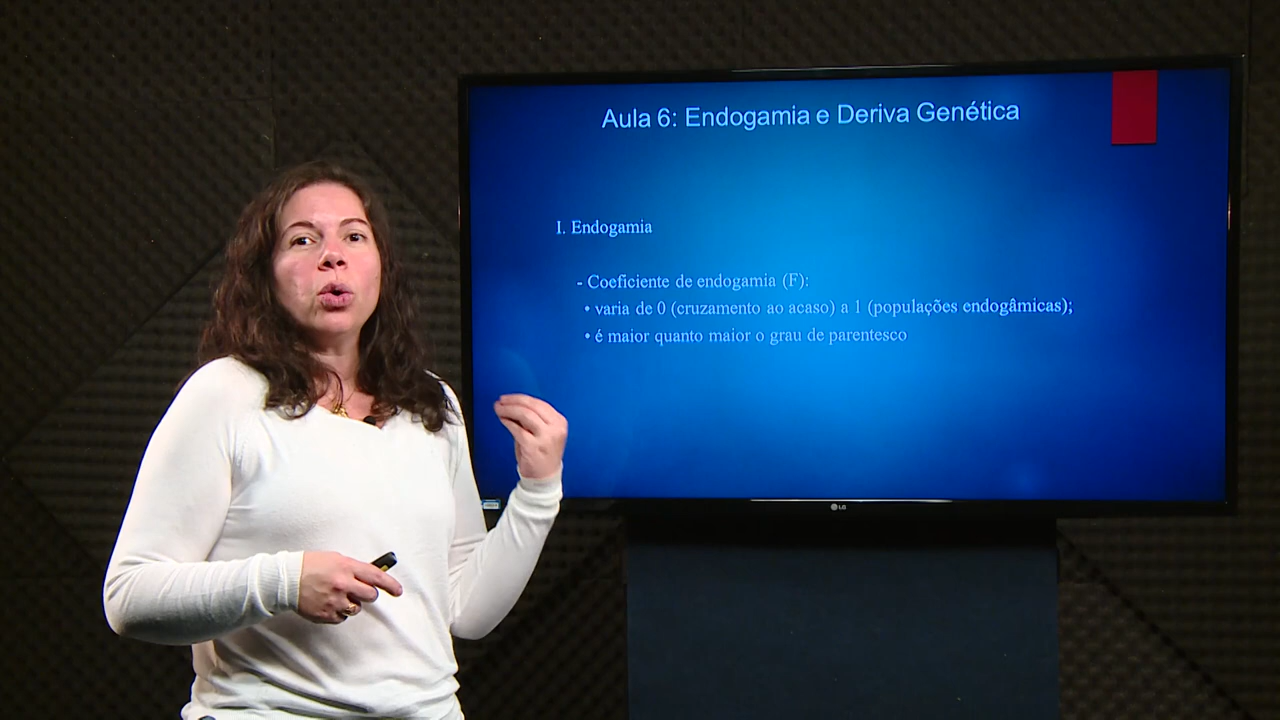 Aula 6: Endogamia e Deriva Genética
I. Endogamia
- Coeficiente de endogamia (F):
• varia de 0 (cruzamento ao acaso) a 1 (populações endogâmicas);
• é maior quanto maior o grau de parentesco
LG